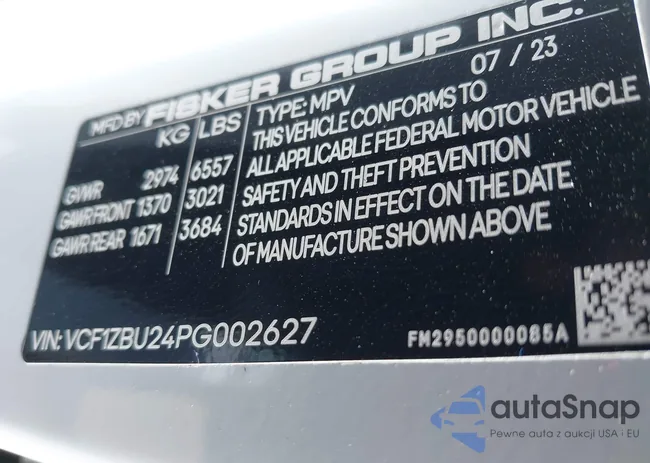 MFD BY FISKER GROUP INC.
07 / 23
KG LBS
GVWR 2974 6557
GAWR FRONT 1370 3021
GAWR REAR 1671 3684
TYPE: MPV
THIS VEHICLE CONFORMS TO
ALL APPLICABLE FEDERAL MOTOR VEHICLE
SAFETY AND THEFT PREVENTION
STANDARDS IN EFFECT ON THE DATE
OF MANUFACTURE SHOWN ABOVE
VIN: VCF1ZBU24PG002627
FM2950000085A
autaSnap
Pewne auta z aukcji USA · EU